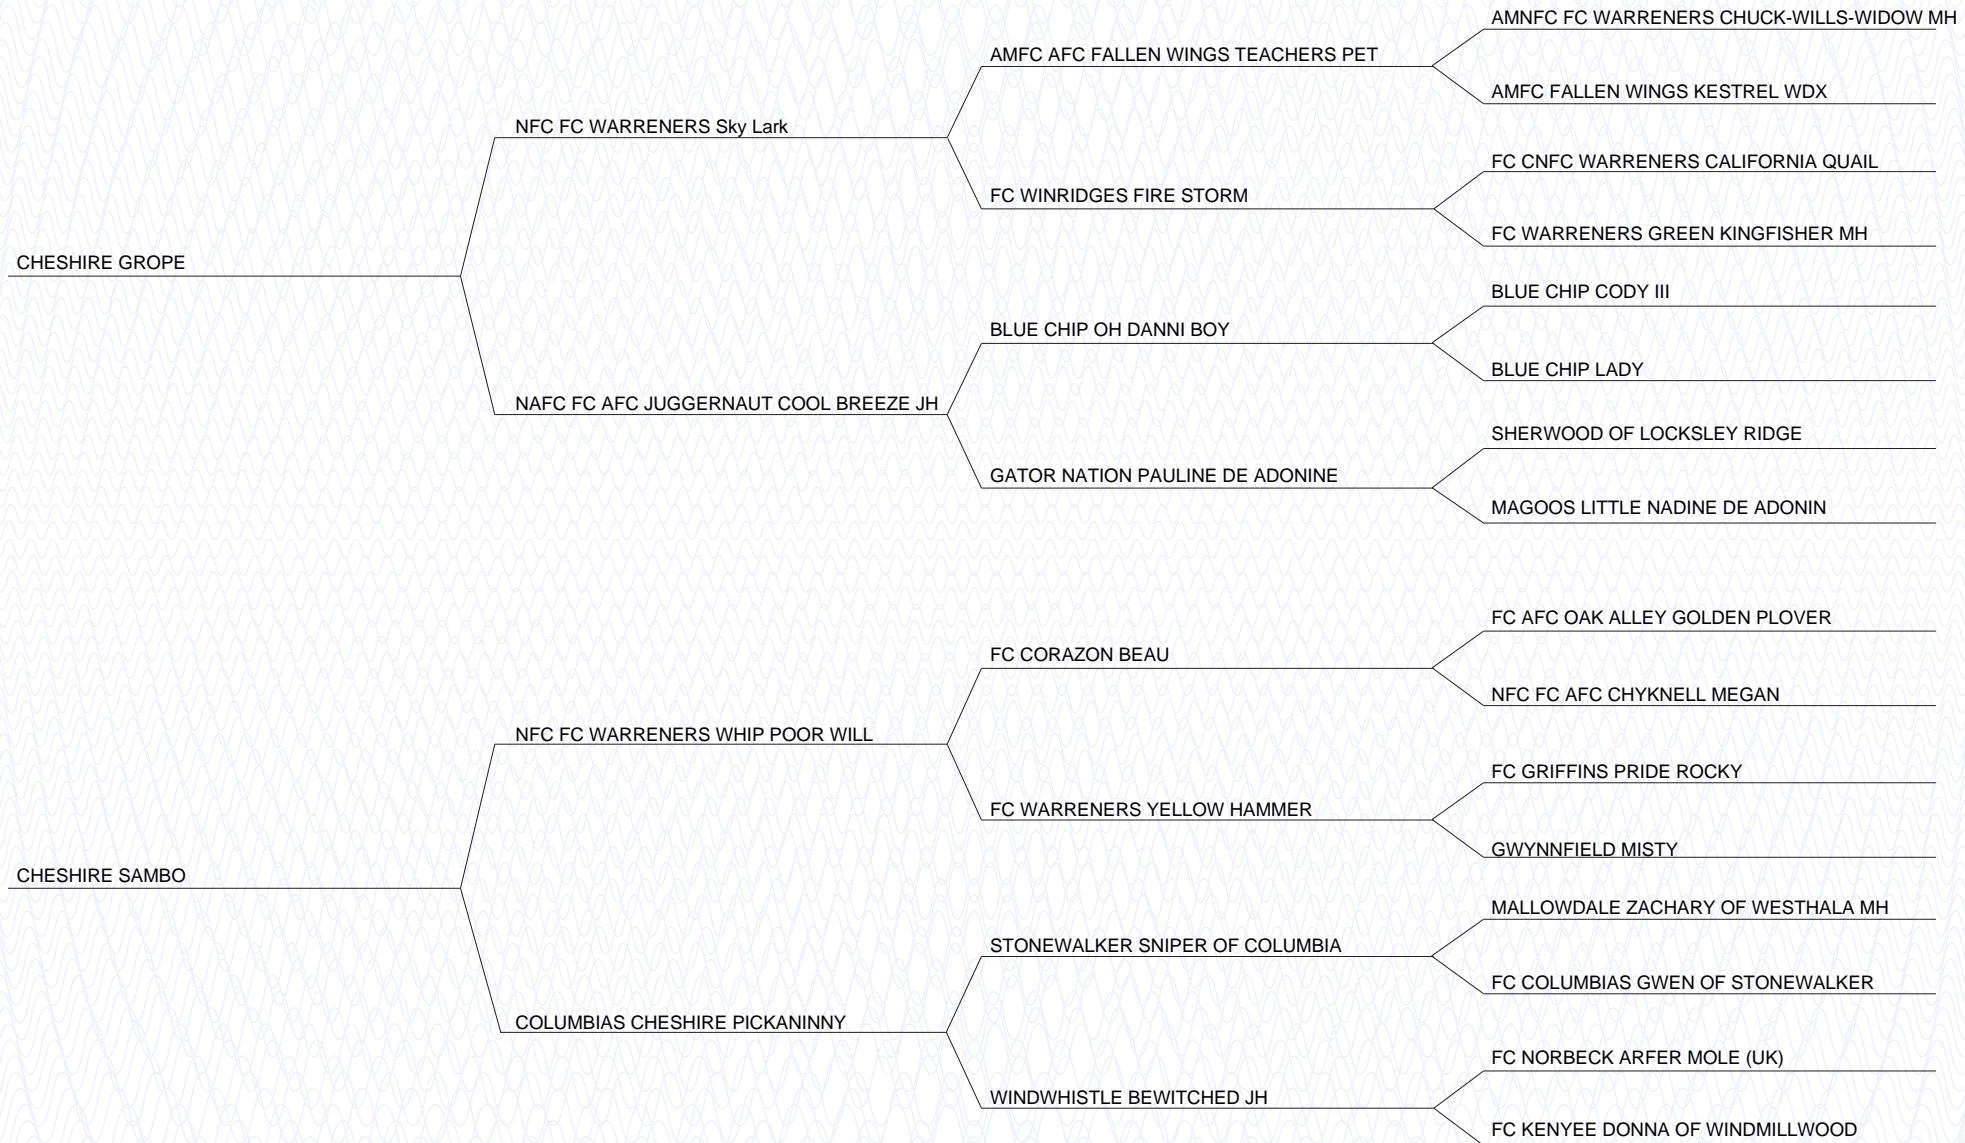 AMNFC FC WARRENERS CHUCK-WILLS-WIDOW MH
AMFC AFC FALLEN WINGS TEACHERS PET
AMFC FALLEN WINGS KESTREL WDX
NFC FC WARRENERS Sky Lark
FC CNFC WARRENERS CALIFORNIA QUAIL
FC WINRIDGES FIRE STORM
FC WARRENERS GREEN KINGFISHER MH
CHESHIRE GROPE
BLUE CHIP CODY III
BLUE CHIP OH DANNI BOY
BLUE CHIP LADY
NAFC FC AFC JUGGERNAUT COOL BREEZE JH
SHERWOOD OF LOCKSLEY RIDGE
GATOR NATION PAULINE DE ADONINE
MAGOOS LITTLE NADINE DE ADONIN
FC AFC OAK ALLEY GOLDEN PLOVER
FC CORAZON BEAU
NFC FC AFC CHYKNELL MEGAN
NFC FC WARRENERS WHIP POOR WILL
FC GRIFFINS PRIDE ROCKY
FC WARRENERS YELLOW HAMMER
GWYNNFIELD MISTY
CHESHIRE SAMBO
MALLOWDALE ZACHARY OF WESTHALA MH
STONEWALKER SNIPER OF COLUMBIA
FC COLUMBIAS GWEN OF STONEWALKER
COLUMBIAS CHESHIRE PICKANINNY
FC NORBECK ARFER MOLE (UK)
WINDWHISTLE BEWITCHED JH
FC KENYEE DONNA OF WINDMILLWOOD